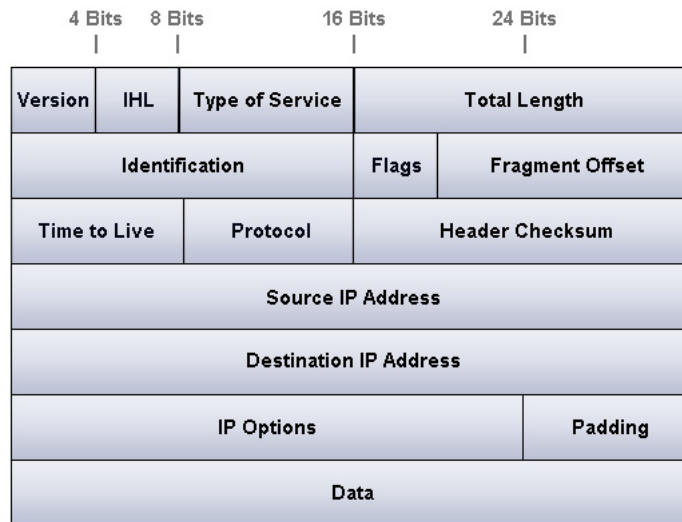 4 Bits 8 Bits 16 Bits 24 Bits
Version IHL Type of Service Total Length
Identification Flags Fragment Offset
Time to Live Protocol Header Checksum
Source IP Address
Destination IP Address
IP Options Padding
Data